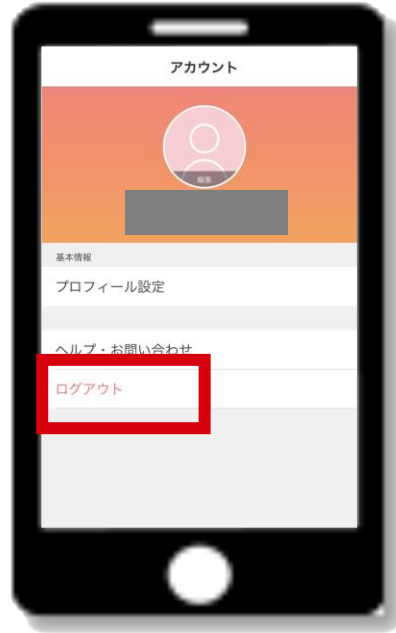 アカウント
編集
基本情報
プロフィール設定
ヘルプ・お問い合わせ
ログアウト